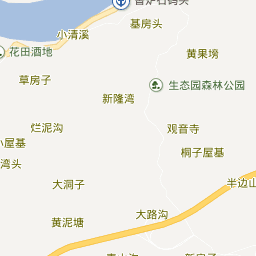 小清溪
基房头
花田酒地
黄果塝
草房子
生态园森林公园
新隆湾
烂泥沟
观音寺
小屋基
桐子屋基
湾头
大洞子
半边山
大路沟
黄泥塘